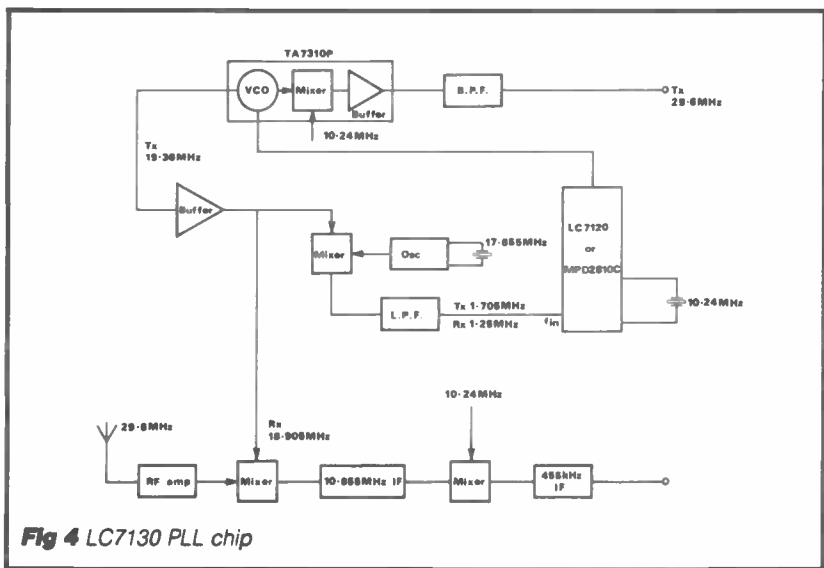 TA7310P
VCO
Mixer
Buffer
10·24MHz
B.P.F.
Tx
29·6MHz
Tx
19·36MHz
Buffer
Mixer
Osc
17·655MHz
LC7120
or
MPD2810C
10·24MHz
L.P.F.
Tx 1·705MHz
Rx 1·25MHz
fin
29·6MHz
Rx
18·905MHz
10·24MHz
RF amp
Mixer
10·695MHz IF
Mixer
455kHz
IF
Fig 4 LC7130 PLL chip